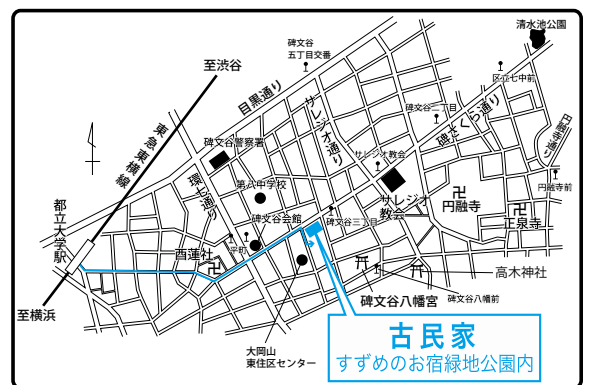 清水池公園
碑文谷
五丁目交番
至渋谷
区立七中前
目黒通り
サレジオ通り
碑文谷二丁目
碑さくら通り
円融寺通り
東急東横線
碑文谷警察署
サレジオ教会
環七通り
第六中学校
円融寺前
サレジオ
教会
円融寺
都立大学駅
碑文谷会館
碑文谷三丁目
正泉寺
平町
酉蓮社
高木神社
碑文谷八幡宮
碑文谷八幡前
至横浜
大岡山
東住区センター
古民家
すずめのお宿緑地公園内